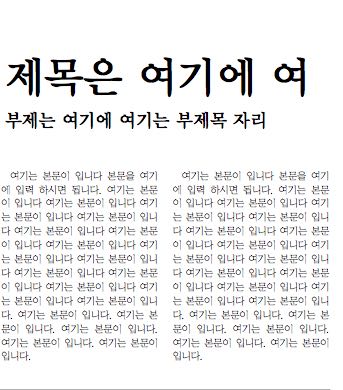 제목은 여기에 여
부제는 여기에 여기는 부제목 자리
여기는 본문이 입니다 본문을 여기
에 입력 하시면 됩니다. 여기는 본문
이 입니다 여기는 본문이 입니다 여기
는 본문이 입니다 여기는 본문이 입니
다 여기는 본문이 입니다 여기는 본문
이 입니다 여기는 본문이 입니다 여기
는 본문이 입니다 여기는 본문이 입니
다 여기는 본문이 입니다 여기는 본문
이 입니다 여기는 본문이 입니다 여기
는 본문이 입니다 여기는 본문이 입니
다. 여기는 본문이 입니다. 여기는 본
문이 입니다. 여기는 본문이 입니다.
여기는 본문이 입니다. 여기는 본문이
입니다.
여기는 본문이 입니다 본문을 여기
에 입력 하시면 됩니다. 여기는 본문
이 입니다 여기는 본문이 입니다 여기
는 본문이 입니다 여기는 본문이 입니
다 여기는 본문이 입니다 여기는 본문
이 입니다 여기는 본문이 입니다 여기
는 본문이 입니다 여기는 본문이 입니
다 여기는 본문이 입니다 여기는 본문
이 입니다 여기는 본문이 입니다 여기
는 본문이 입니다 여기는 본문이 입니
다. 여기는 본문이 입니다. 여기는 본
문이 입니다. 여기는 본문이 입니다.
여기는 본문이 입니다. 여기는 본문이
입니다.